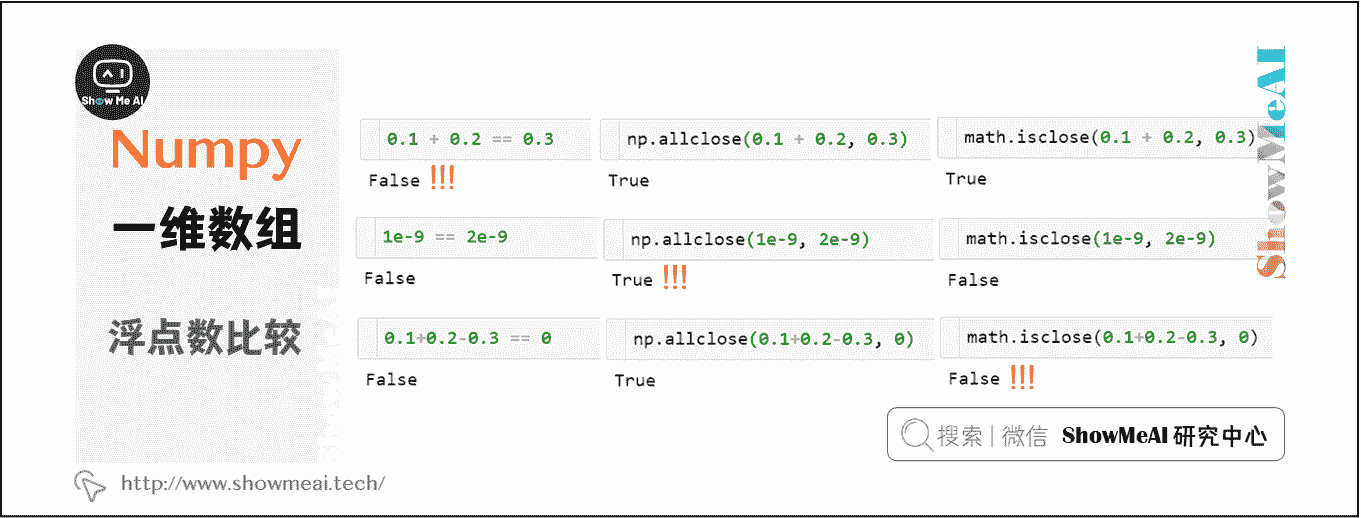 Show Me AI
Numpy
一维数组
浮点数比较
0.1 + 0.2 == 0.3
np.allclose(0.1 + 0.2, 0.3)
math.isclose(0.1 + 0.2, 0.3)
False !!!
True
True
1e-9 == 2e-9
np.allclose(1e-9, 2e-9)
math.isclose(1e-9, 2e-9)
False
True !!!
False
0.1+0.2-0.3 == 0
np.allclose(0.1+0.2-0.3, 0)
math.isclose(0.1+0.2-0.3, 0)
False
True
False !!!
ShowMeAI
搜索 | 微信 ShowMeAI 研究中心
http://www.showmeai.tech/